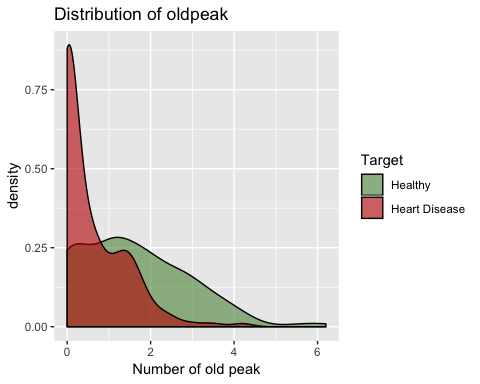 Distribution of oldpeak
density
0.75
0.50
0.25
0.00
0
2
4
6
Number of old peak
Target
Healthy
Heart Disease